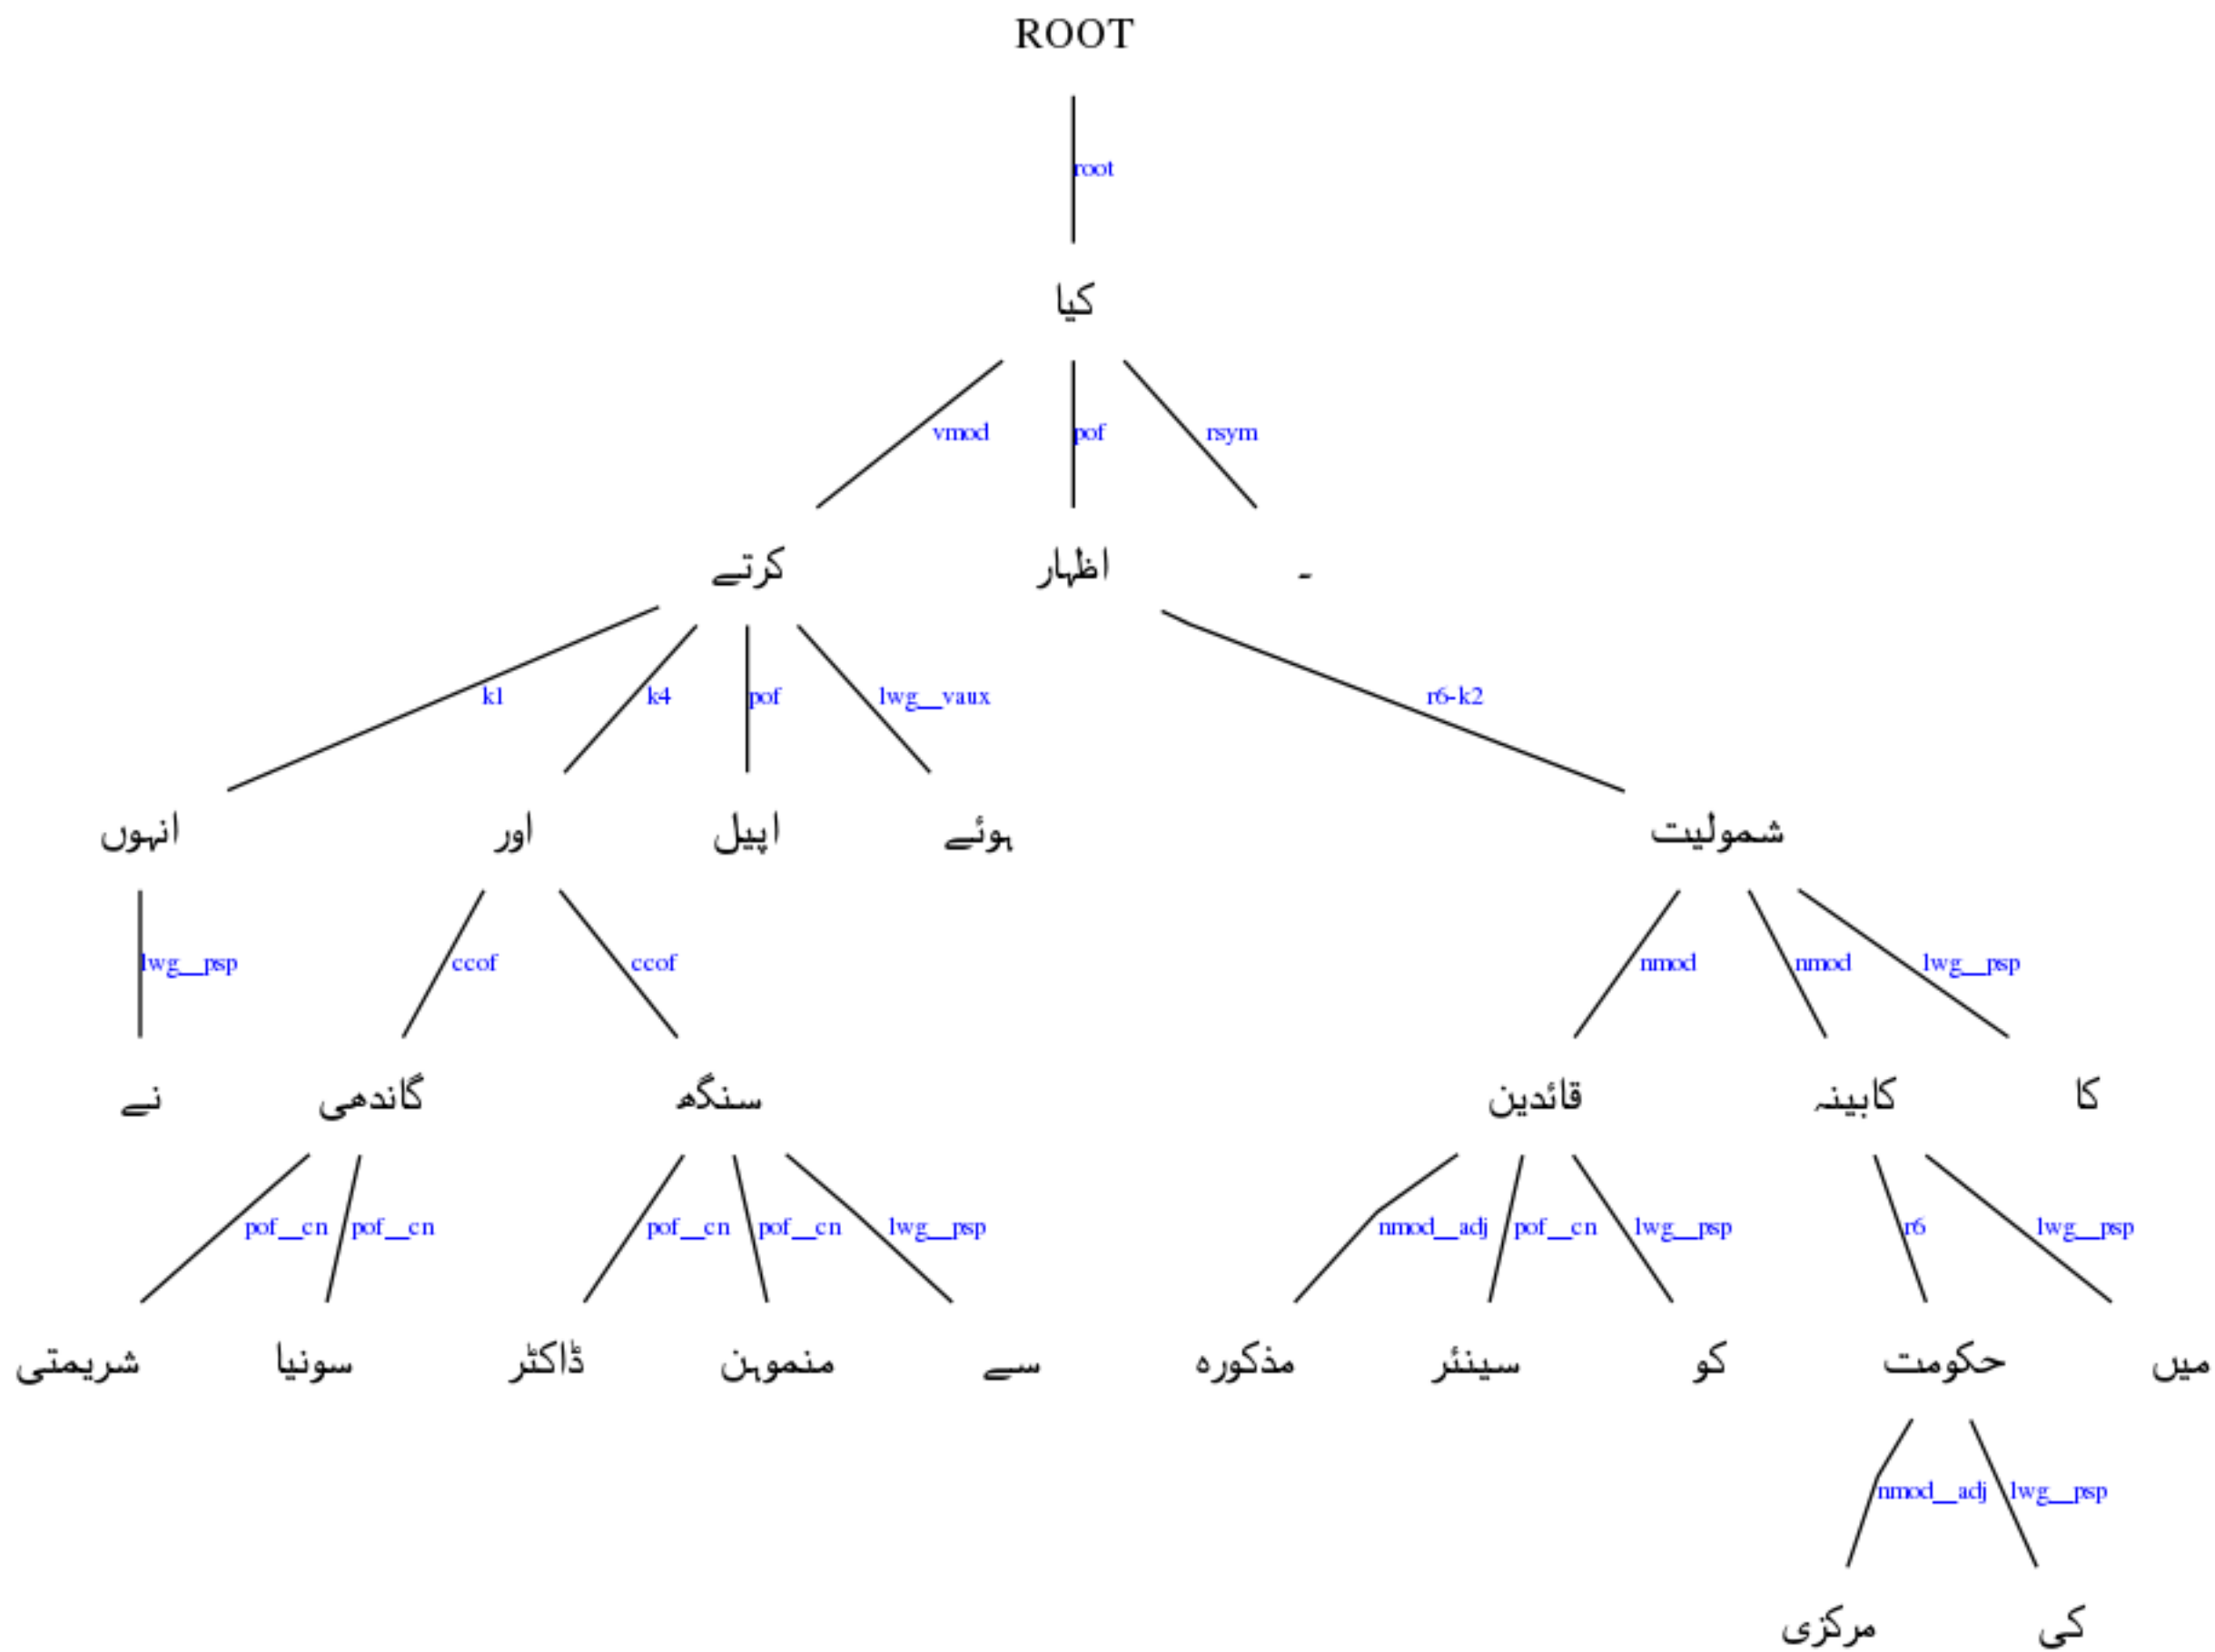 ROOT
root
کیا
vmod pof rsym
کرتے اظہار ۔
k1 k4 pof lwg__vaux r6-k2
انہوں اور اپیل ہوئے شمولیت
lwg__psp ccof ccof nmod nmod lwg__psp
نے گاندھی سنگھ قائدین کابینہ کا
pof__cn pof__cn pof__cn pof__cn lwg__psp nmod__adj pof__cn lwg__psp r6 lwg__psp
شریمتی سونیا ڈاکٹر منموہن سے مذکورہ سینئر کو حکومت میں
nmod__adj lwg__psp
مرکزی کی